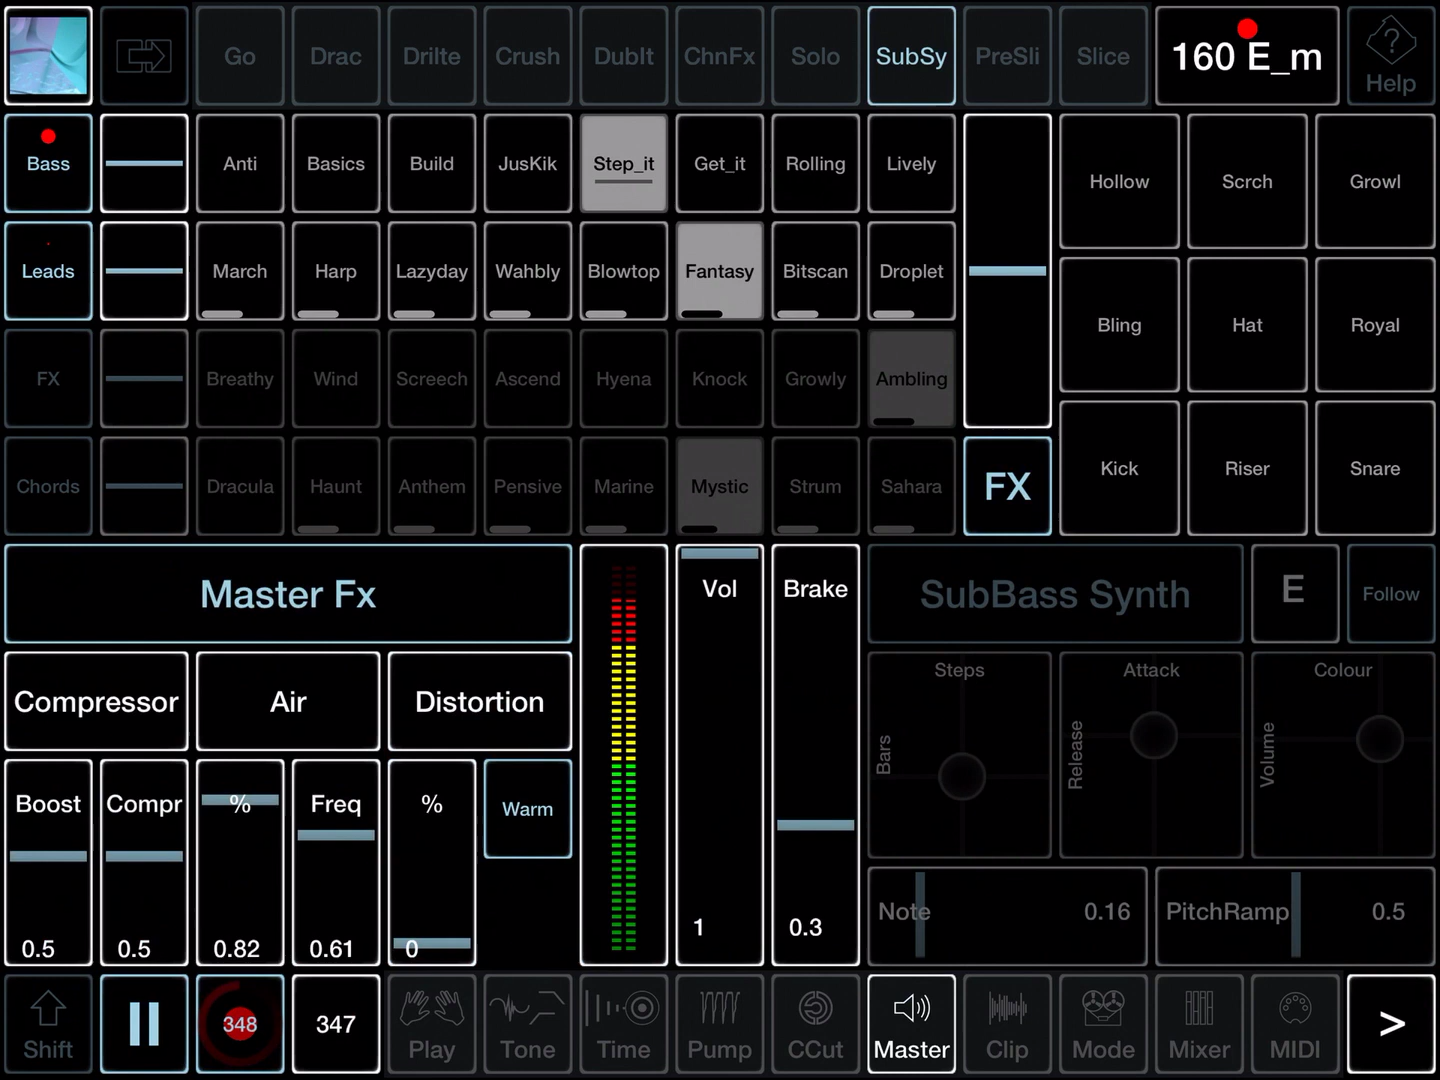 Go Drac Drilte Crush DubIt ChnFx Solo SubSy PreSli Slice 160 E_m ? Help
Bass Anti Basics Build JusKik Step_it Get_it Rolling Lively
Hollow Scrch Growl
Leads March Harp Lazyday Wahbly Blowtop Fantasy Bitscan Droplet
Bling Hat Royal
FX Breathy Wind Screech Ascend Hyena Knock Growly Ambling
Chords Dracula Haunt Anthem Pensive Marine Mystic Strum Sahara FX
Kick Riser Snare
Master Fx Vol Brake SubBass Synth E Follow
Compressor Air Distortion
Steps Attack Colour
Bars Release Volume
Boost Compr % Freq % Warm
0.5 0.5 0.82 0.61 0 1 0.3
Note 0.16 PitchRamp 0.5
Shift 348 347 Play Tone Time Pump CCut Master Clip Mode Mixer MIDI >